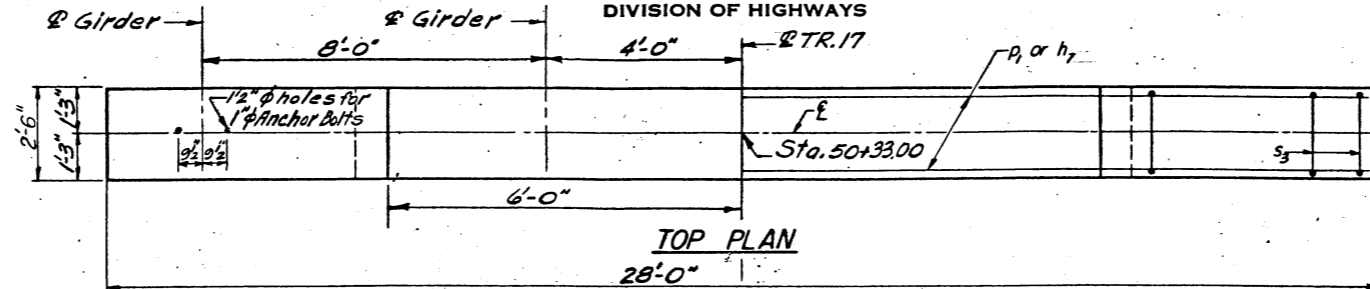 DIVISION OF HIGHWAYS
℄ Girder
℄ Girder
℄ TR.17
8'-0"
4'-0"
p, or h,
1½" φ holes for
1" φ Anchor Bolts
2'-6"
1'-3"
1'-3"
℄
9½"
9½"
Sta. 50+33.00
s3
6'-0"
TOP PLAN
28'-0"